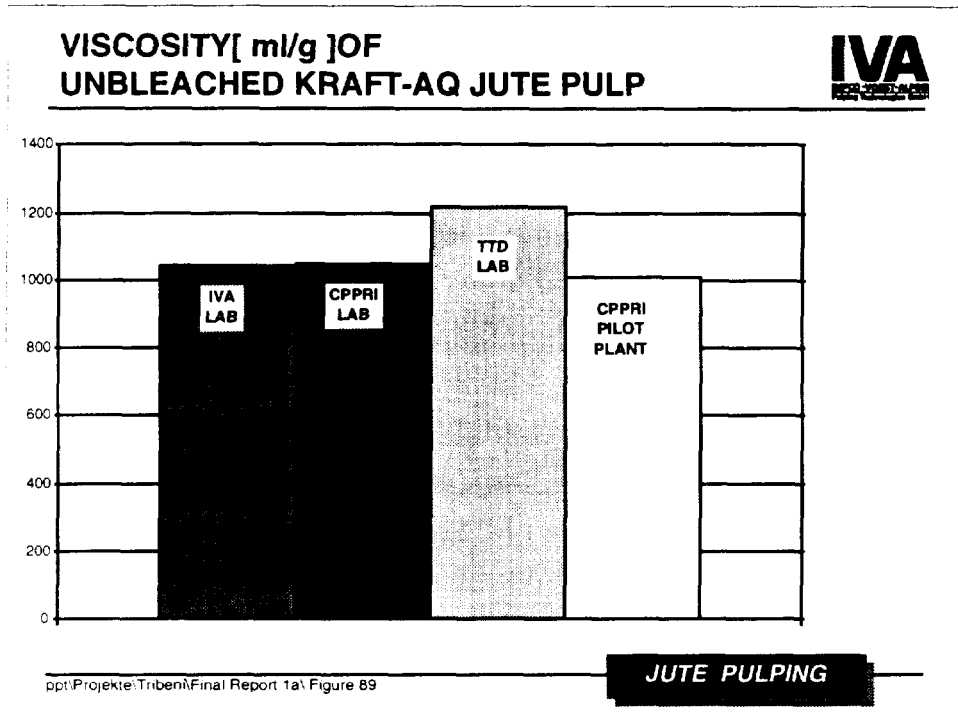 VISCOSITY[ ml/g ]OF
UNBLEACHED KRAFT-AQ JUTE PULP
IVA
1400
1200
1000
800
600
400
200
0
IVA
LAB
CPPRI
LAB
TTD
LAB
CPPRI
PILOT
PLANT
ppt\Projekte\Tribeni\Final Report 1a\ Figure 89
JUTE PULPING